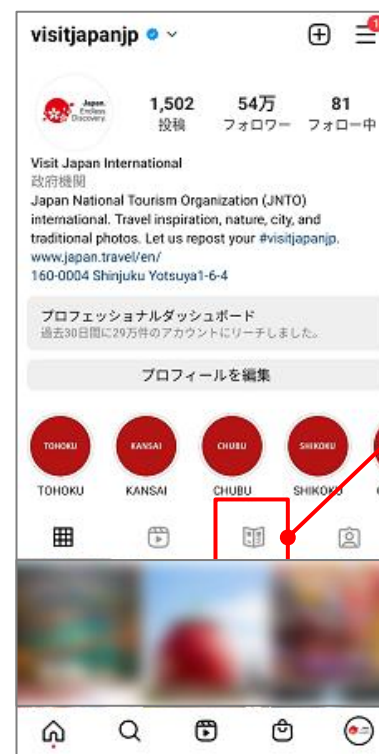 visitjapanjp
1
Japan.
Endless
Discovery.
1,502 54万 81
投稿 フォロワー フォロー中
Visit Japan International
政府機関
Japan National Tourism Organization (JNTO)
international. Travel inspiration, nature, city, and
traditional photos. Let us repost your #visitjapanjp.
www.japan.travel/en/
160-0004 Shinjuku Yotsuya1-6-4
プロフェッショナルダッシュボード
過去30日間に29万件のアカウントにリーチしました。
プロフィールを編集
TOHOKU KANSAI CHUBU SHIKOKU
TOHOKU KANSAI CHUBU SHIKOKU